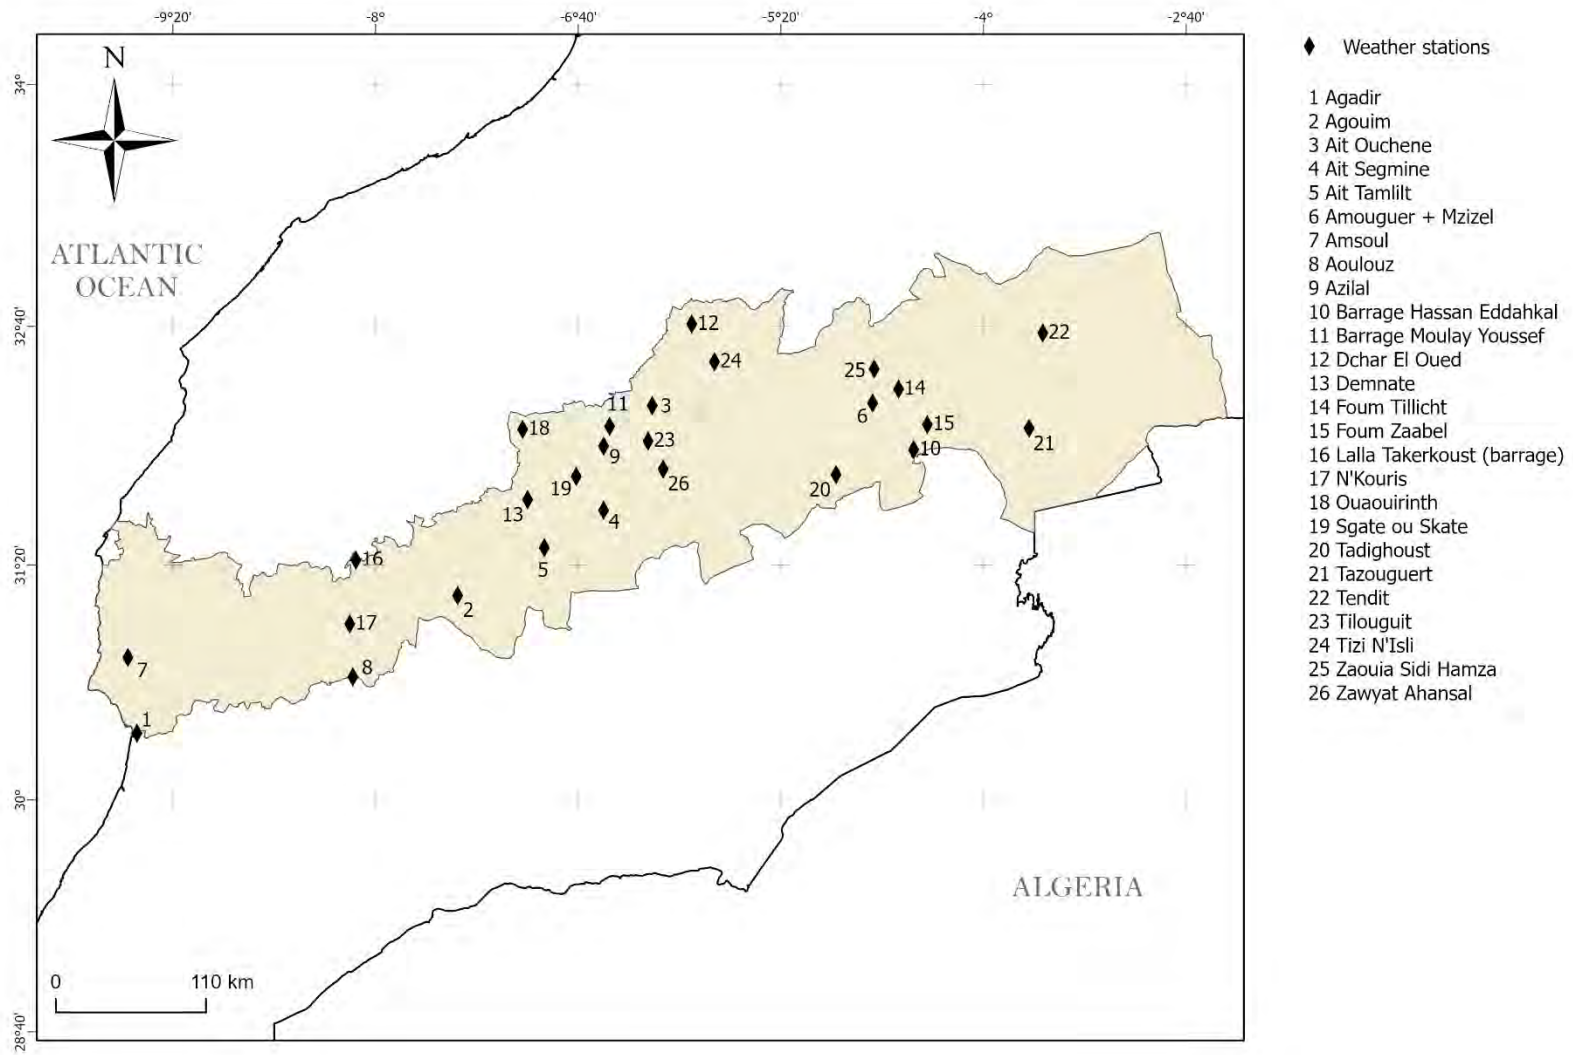 -9°20'
-8°
-6°40'
-5°20'
-4°
-2°40'
34°
32°40'
31°20'
30°
28°40'
N
ATLANTIC
OCEAN
ALGERIA
12
24
22
25
14
6
15
10
21
20
11
3
18
23
9
26
19
13
4
5
16
2
17
8
7
1
0 110 km
Weather stations
1 Agadir
2 Agouim
3 Ait Ouchene
4 Ait Segmine
5 Ait Tamlilt
6 Amouguer + Mzizel
7 Amsoul
8 Aoulouz
9 Azilal
10 Barrage Hassan Eddahkal
11 Barrage Moulay Youssef
12 Dchar El Oued
13 Demnate
14 Foum Tillicht
15 Foum Zaabel
16 Lalla Takerkoust (barrage)
17 N'Kouris
18 Ouaouirinth
19 Sgate ou Skate
20 Tadighoust
21 Tazouguert
22 Tendit
23 Tilouguit
24 Tizi N'Isli
25 Zaouia Sidi Hamza
26 Zawyat Ahansal